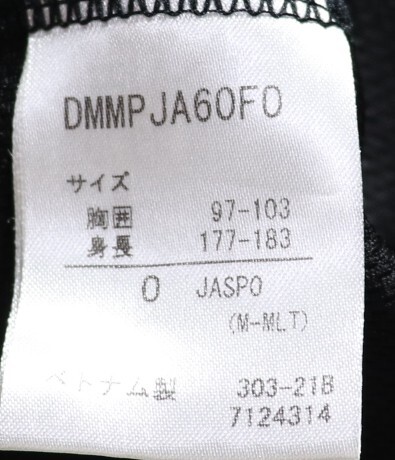 DMMPJA60F0
サイズ
胸囲 97-103
身長 177-183
O JASPO
(M-MLT)
ベトナム製 303-21B
7124314